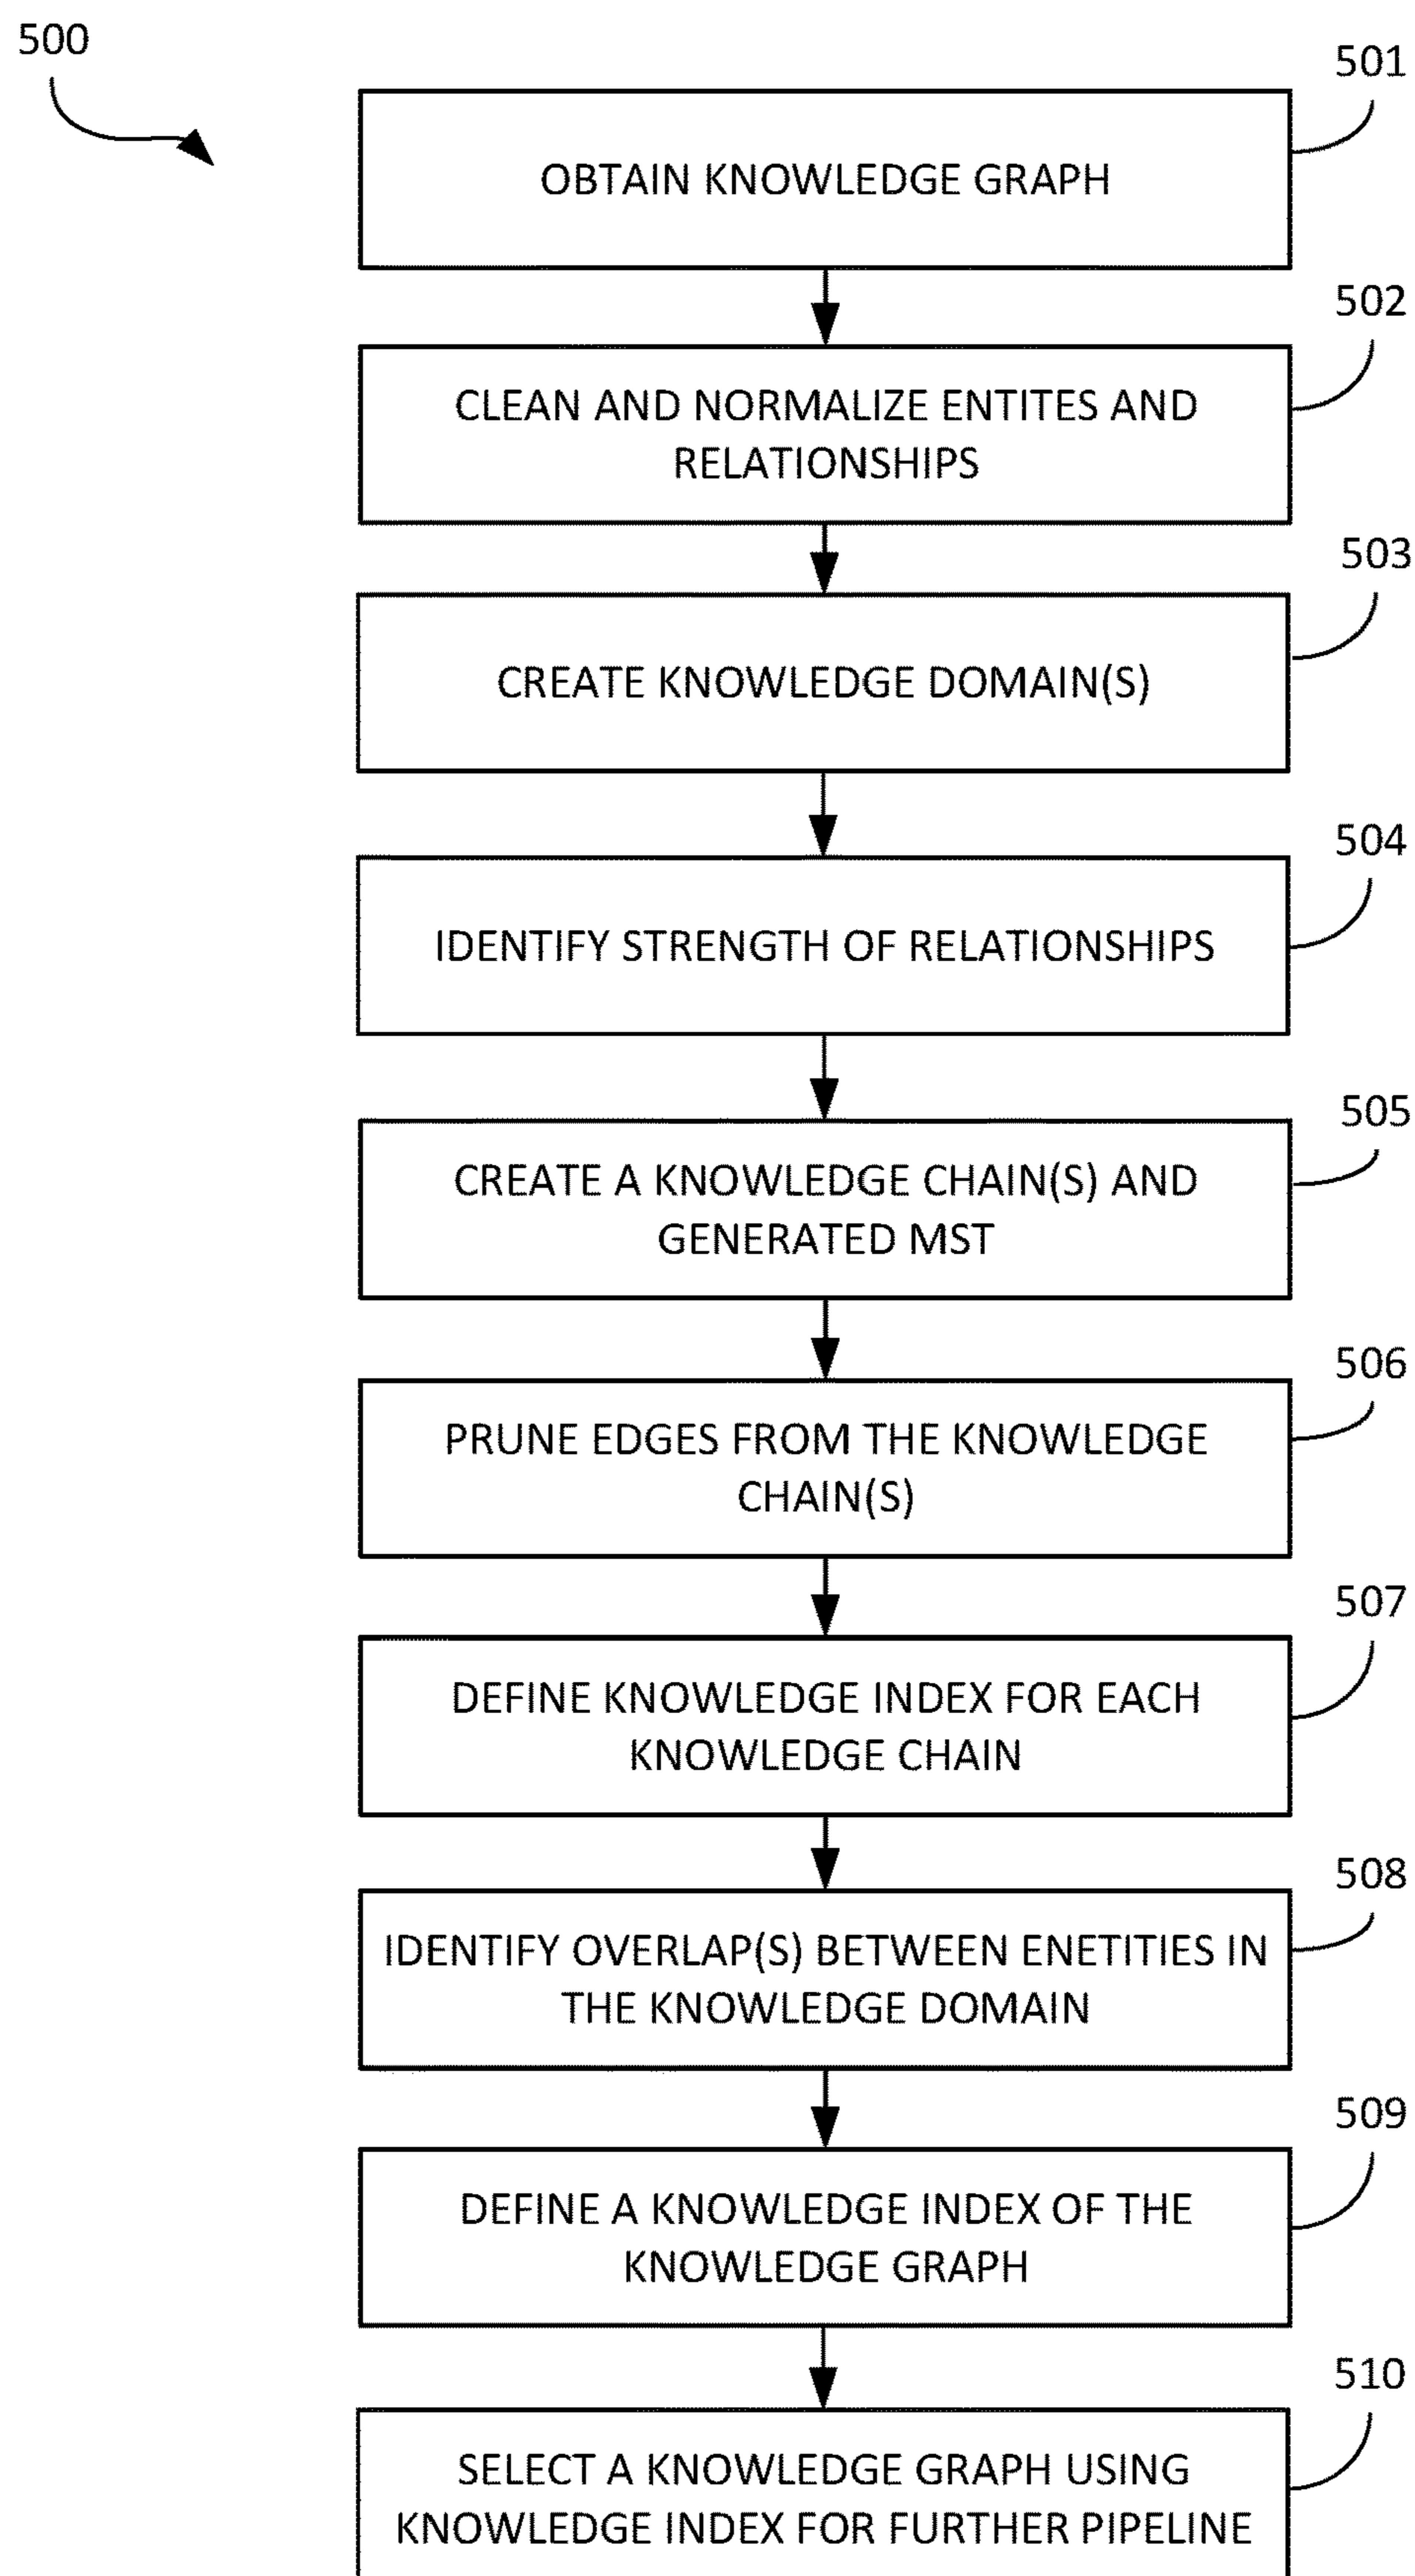 500
501
OBTAIN KNOWLEDGE GRAPH
502
CLEAN AND NORMALIZE ENTITES AND
RELATIONSHIPS
503
CREATE KNOWLEDGE DOMAIN(S)
504
IDENTIFY STRENGTH OF RELATIONSHIPS
505
CREATE A KNOWLEDGE CHAIN(S) AND
GENERATED MST
506
PRUNE EDGES FROM THE KNOWLEDGE
CHAIN(S)
507
DEFINE KNOWLEDGE INDEX FOR EACH
KNOWLEDGE CHAIN
508
IDENTIFY OVERLAP(S) BETWEEN ENETITIES IN
THE KNOWLEDGE DOMAIN
509
DEFINE A KNOWLEDGE INDEX OF THE
KNOWLEDGE GRAPH
510
SELECT A KNOWLEDGE GRAPH USING
KNOWLEDGE INDEX FOR FURTHER PIPELINE